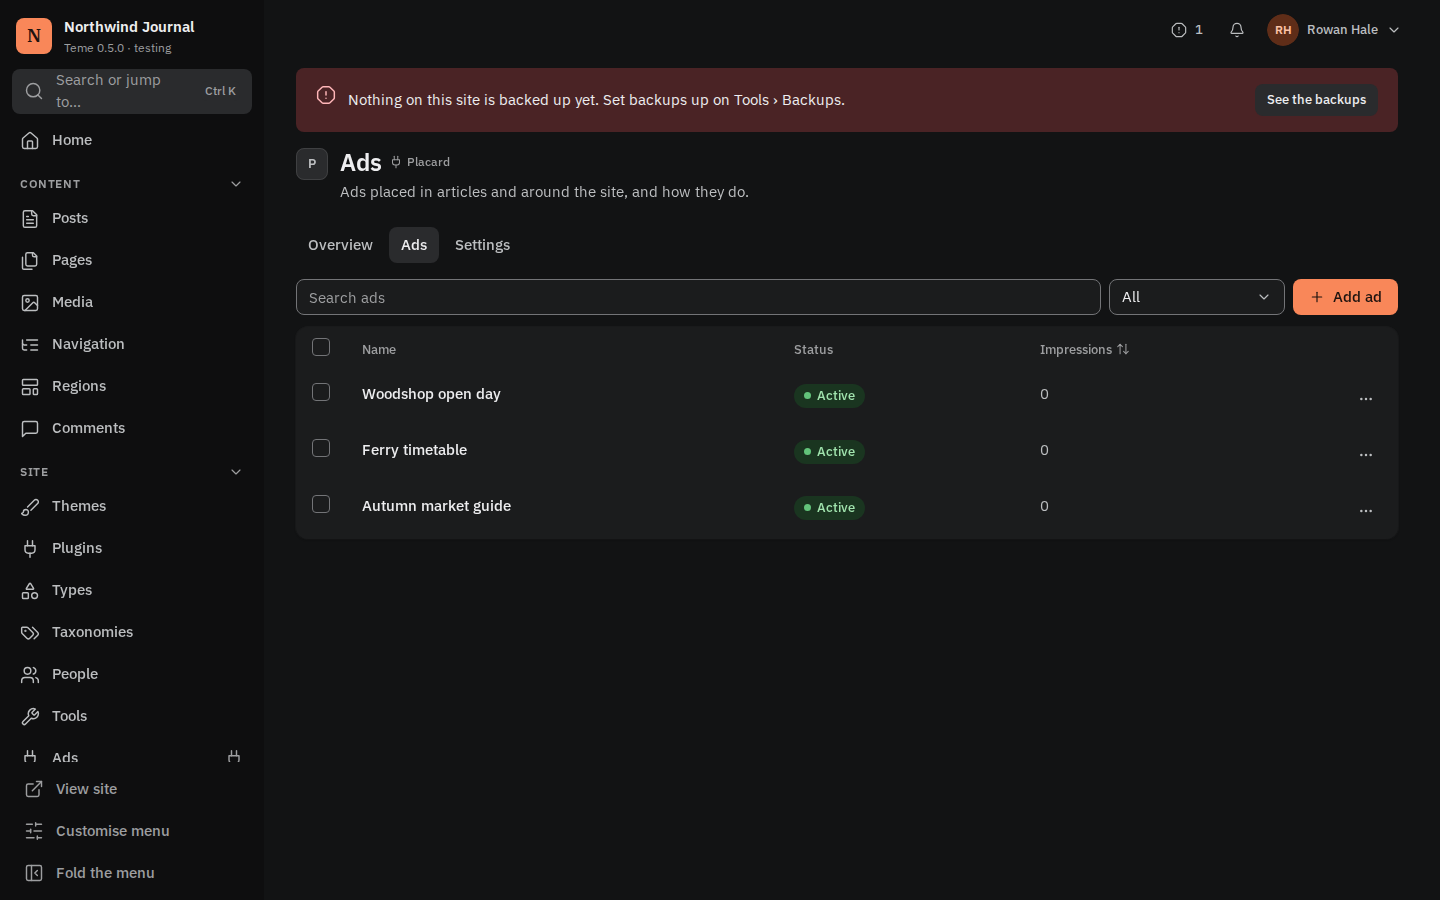 N
Northwind Journal
Teme 0.5.0 · testing
Search or jump to...
Ctrl K
Home
CONTENT
Posts
Pages
Media
Navigation
Regions
Comments
SITE
Themes
Plugins
Types
Taxonomies
People
Tools
Ads
View site
Customise menu
Fold the menu
1
RH
Rowan Hale
Nothing on this site is backed up yet. Set backups up on Tools › Backups.
See the backups
P
Ads
Placard
Ads placed in articles and around the site, and how they do.
Overview
Ads
Settings
Search ads
All
Add ad
Name
Status
Impressions
Woodshop open day
Active
0
Ferry timetable
Active
0
Autumn market guide
Active
0